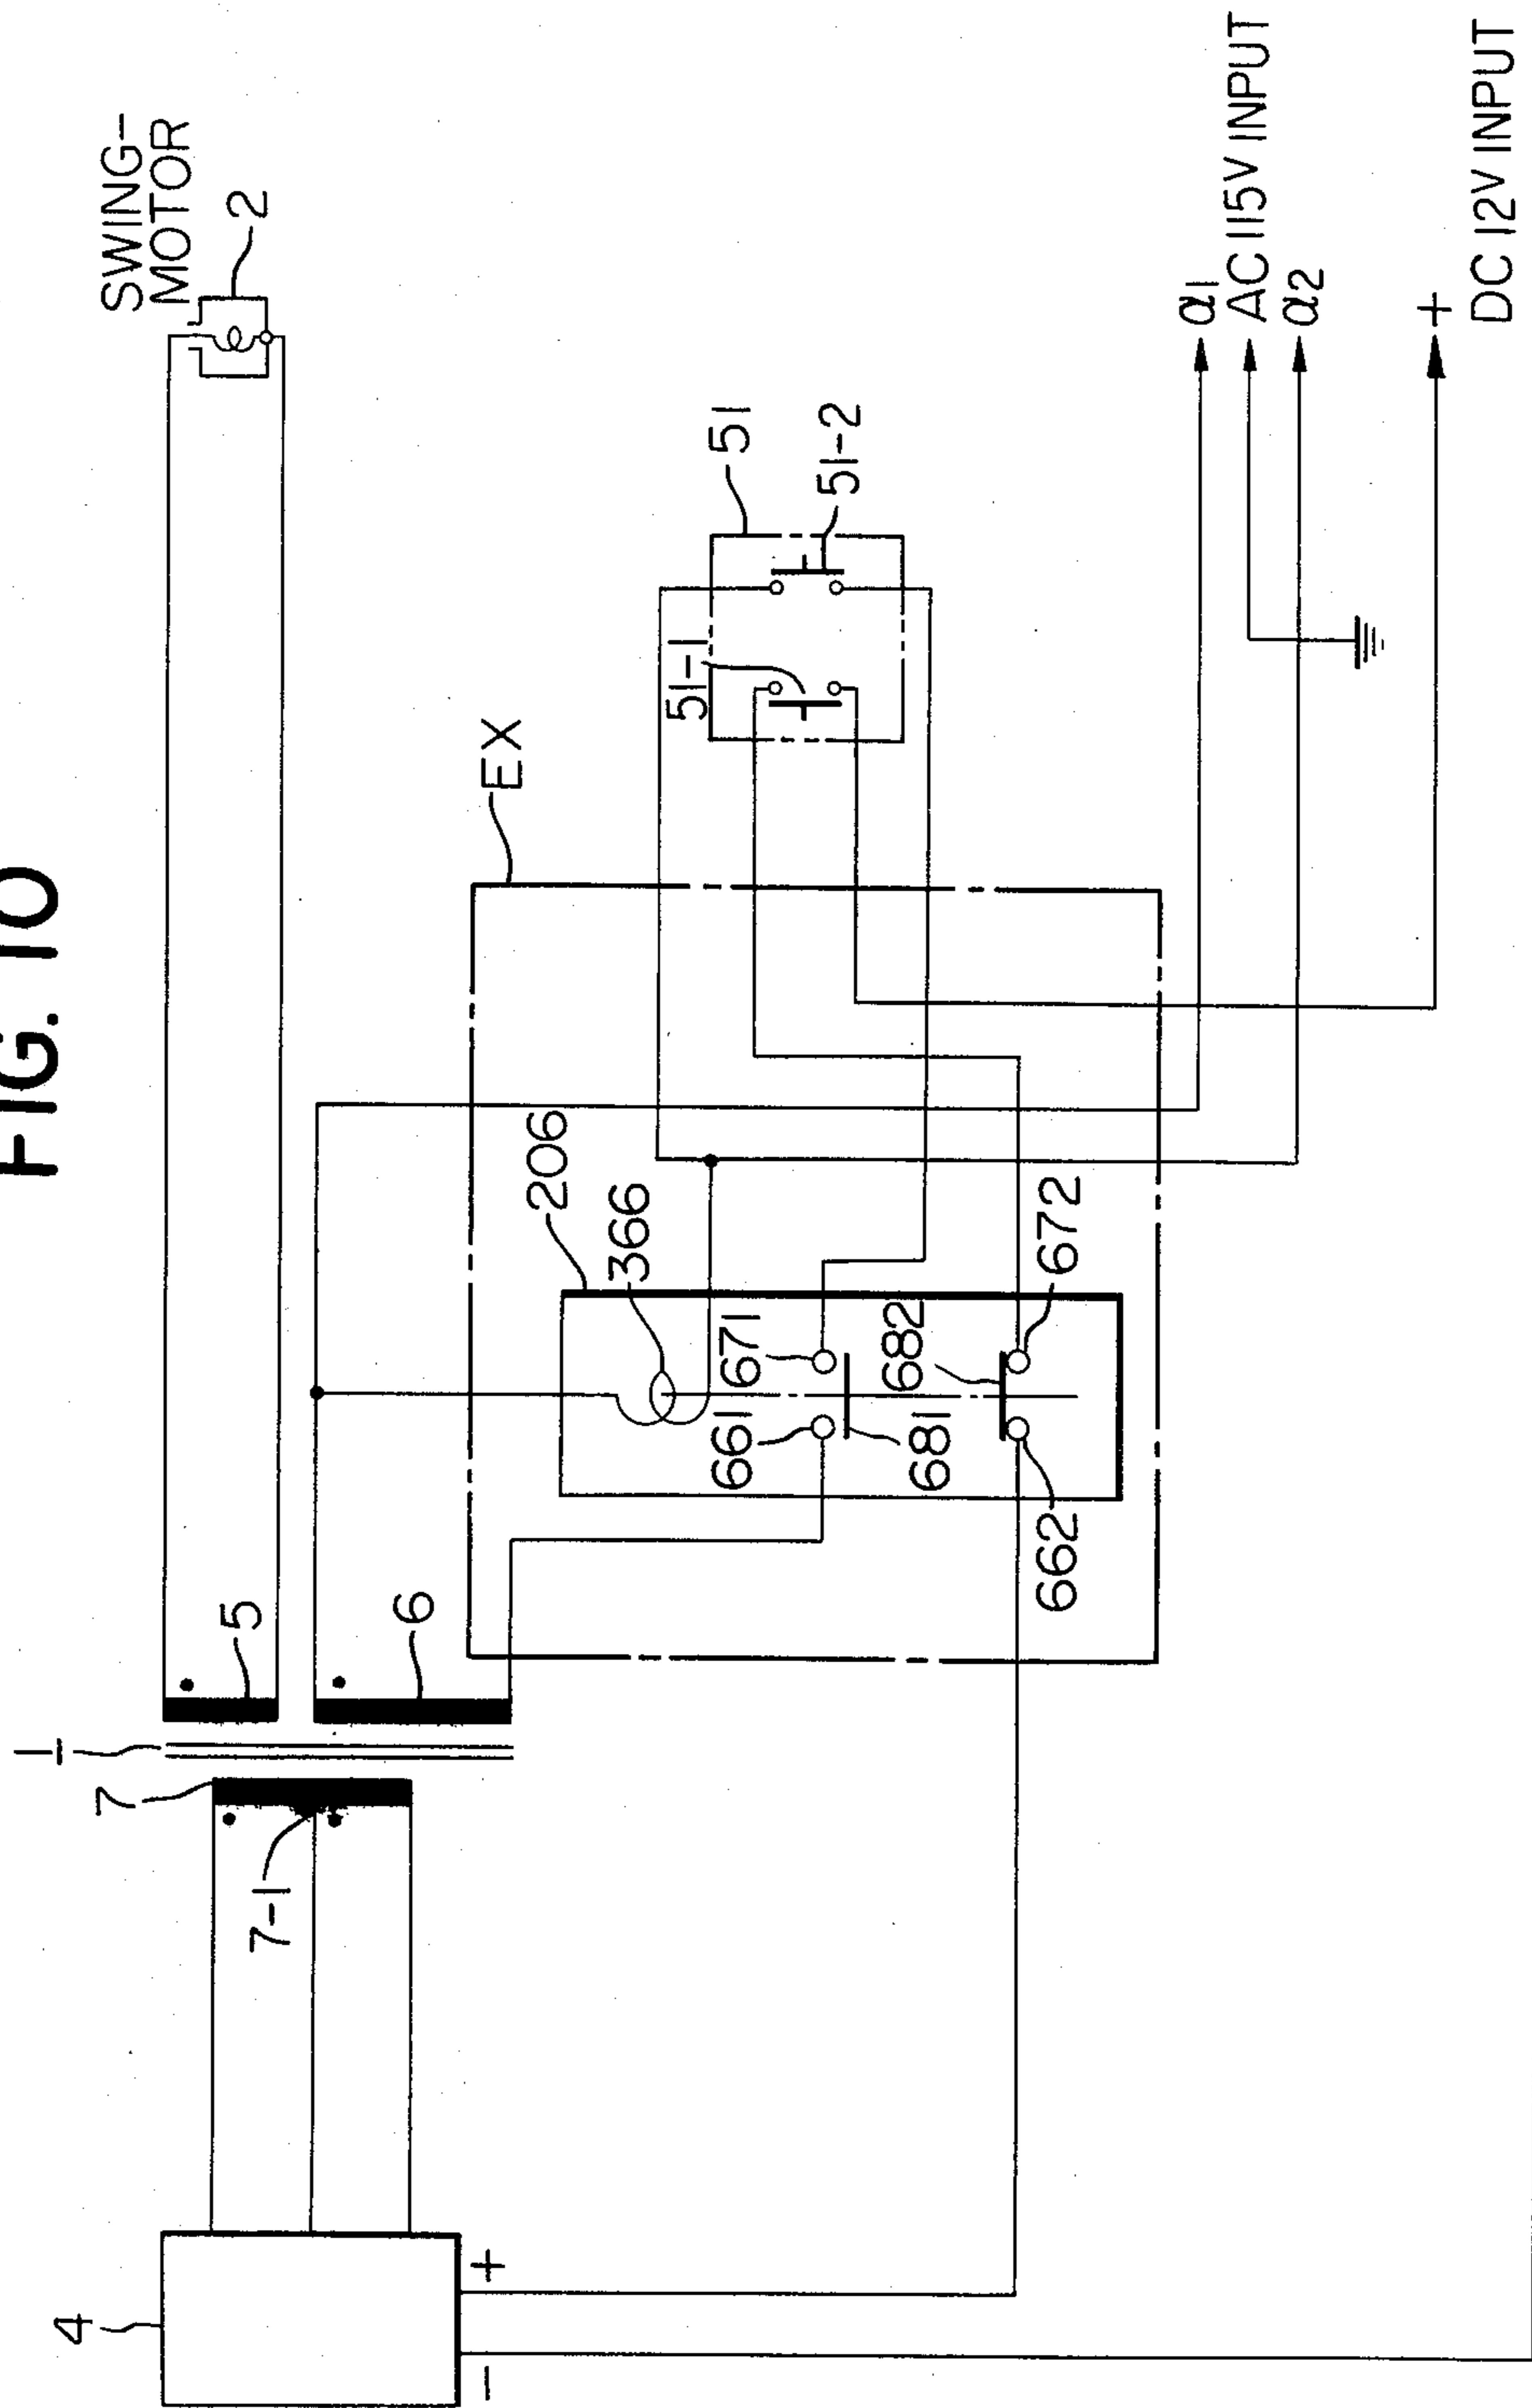 FIG. 10
SWING-
MOTOR
2
1
7
5
6
7-1
4
+
−
EX
206
366
671
661
681
682
672
662
51
51-1
51-2
α1
AC 115V INPUT
α2
+
DC 12V INPUT